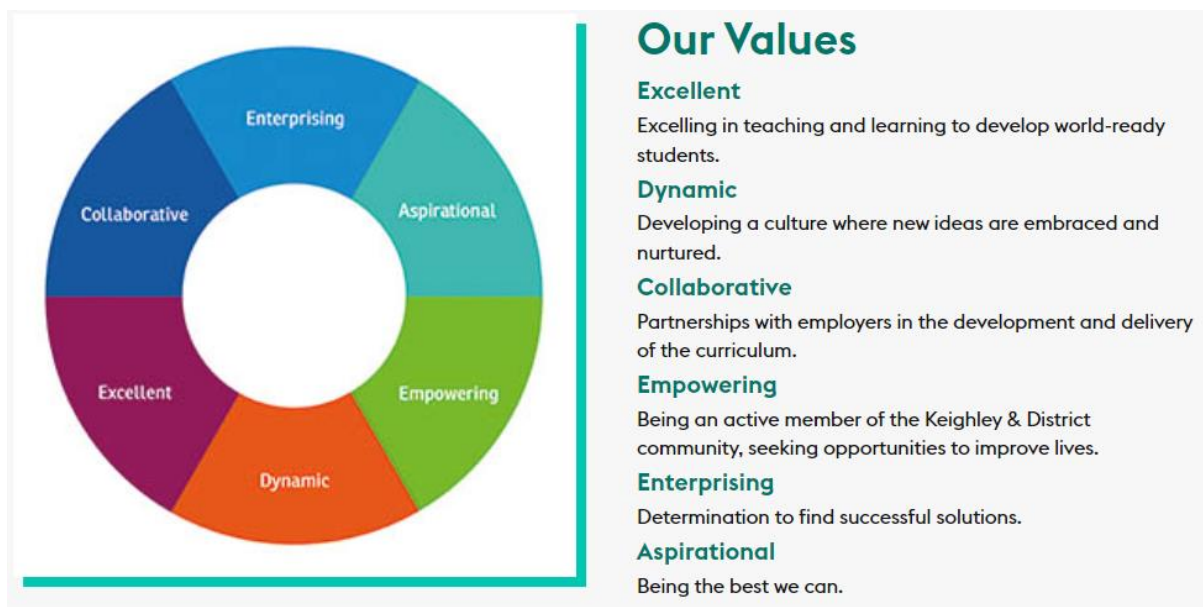 Enterprising
Aspirational
Empowering
Dynamic
Excellent
Collaborative
Our Values
Excellent
Excelling in teaching and learning to develop world-ready
students.
Dynamic
Developing a culture where new ideas are embraced and
nurtured.
Collaborative
Partnerships with employers in the development and delivery
of the curriculum.
Empowering
Being an active member of the Keighley & District
community, seeking opportunities to improve lives.
Enterprising
Determination to find successful solutions.
Aspirational
Being the best we can.